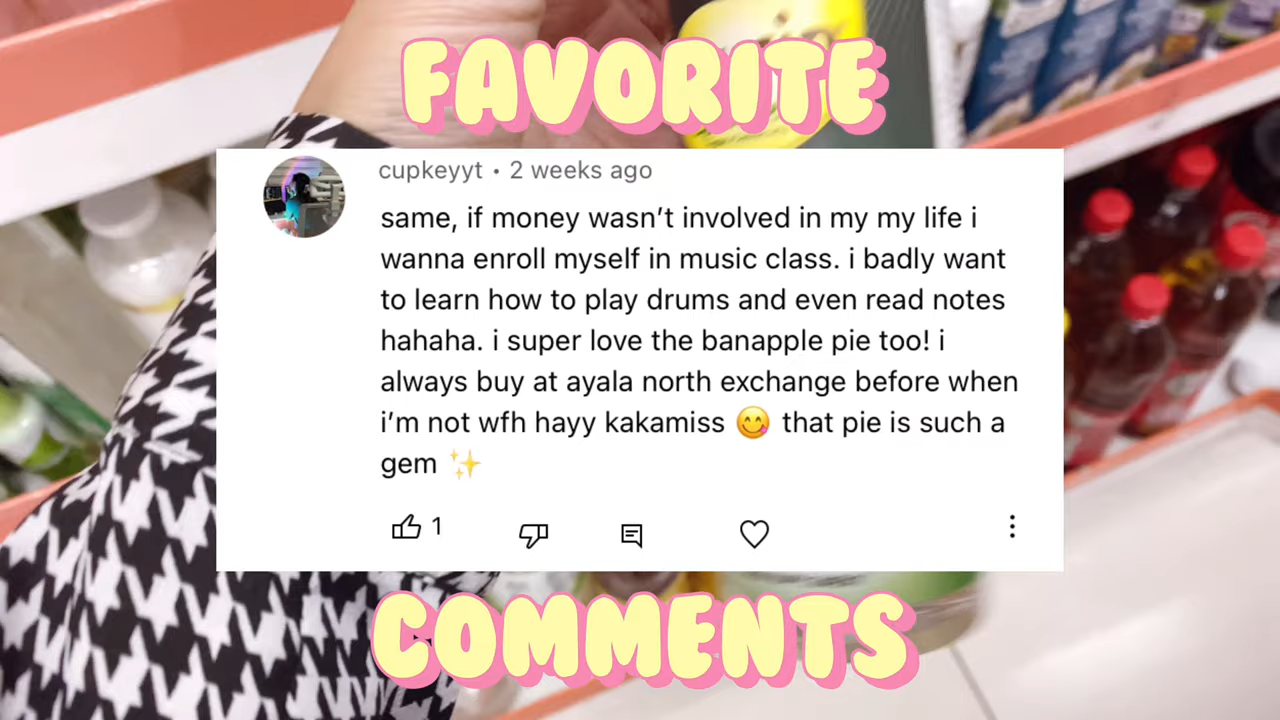 FAVORITE
cupkeyyt • 2 weeks ago
same, if money wasn’t involved in my my life i
wanna enroll myself in music class. i badly want
to learn how to play drums and even read notes
hahaha. i super love the banapple pie too! i
always buy at ayala north exchange before when
i’m not wfh hayy kakamiss 😋 that pie is such a
gem ✨
1
COMMENTS